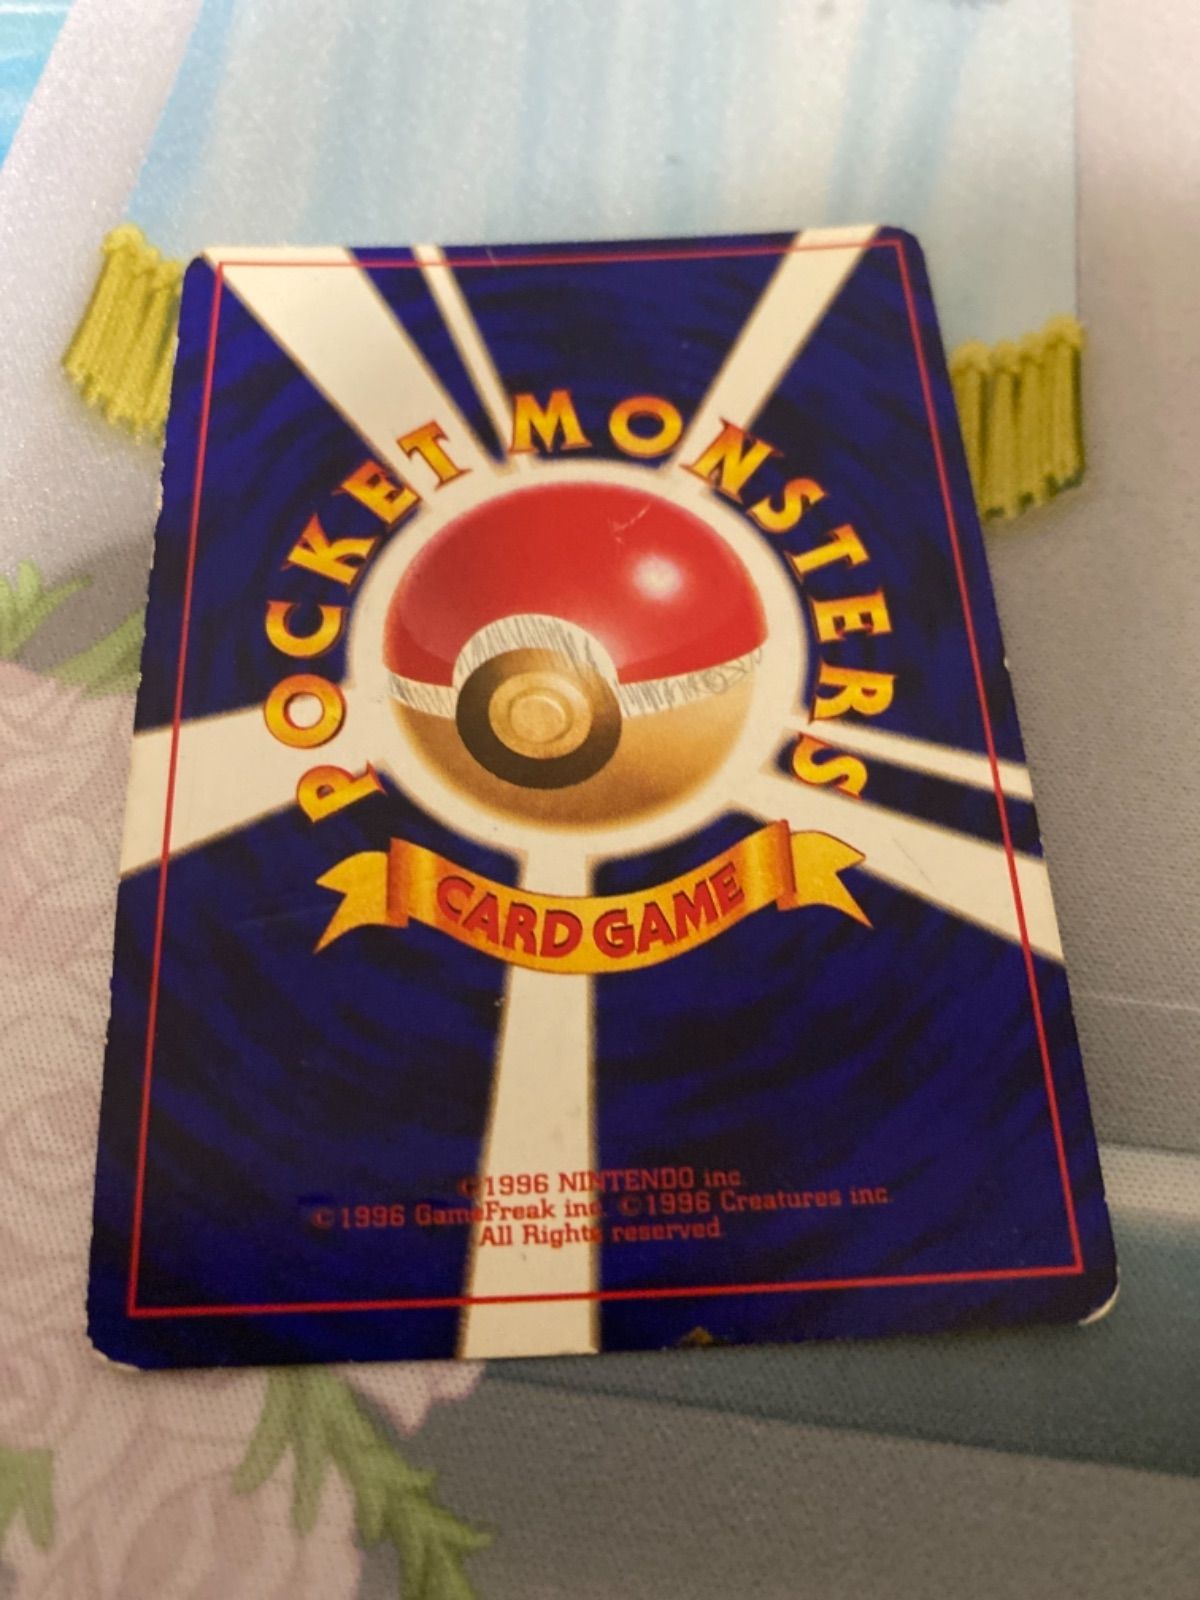 POCKET MONSTERS
CARD GAME
©1996 NINTENDO inc.
©1996 GameFreak inc. ©1996 Creatures inc.
All Rights reserved.